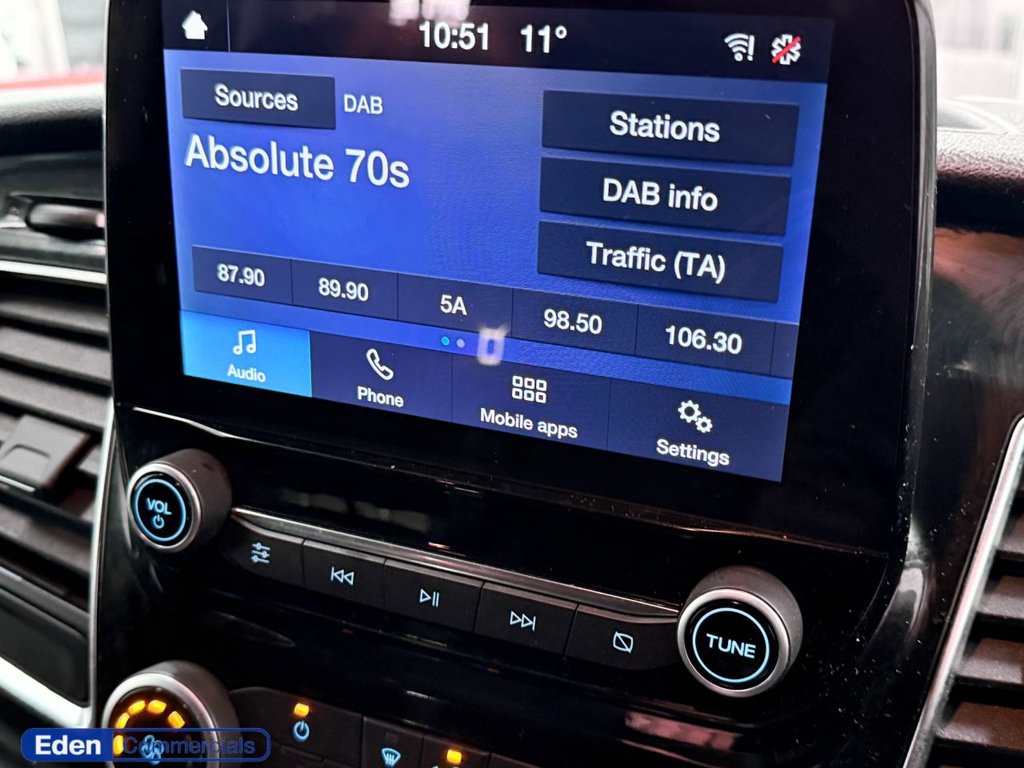 10:51 11°
Sources DAB
Stations
Absolute 70s
DAB info
Traffic (TA)
87.90 89.90 5A 98.50 106.30
Audio Phone Mobile apps Settings
VOL
TUNE
Eden Commercials